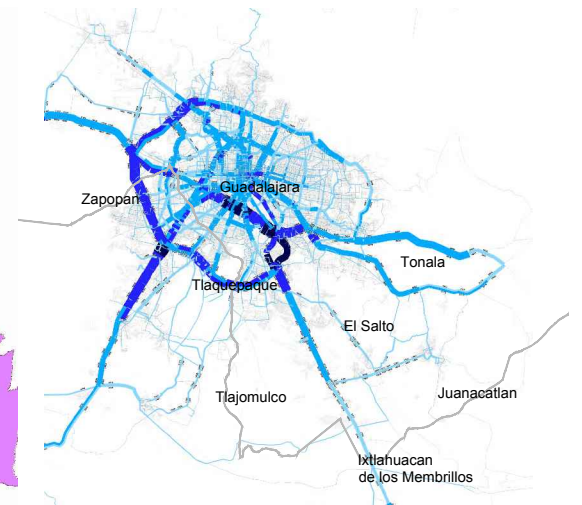 Guadalajara
Zapopan
Tonala
Tlaquepaque
El Salto
Tlajomulco
Juanacatlan
Ixtlahuacan
de los Membrillos